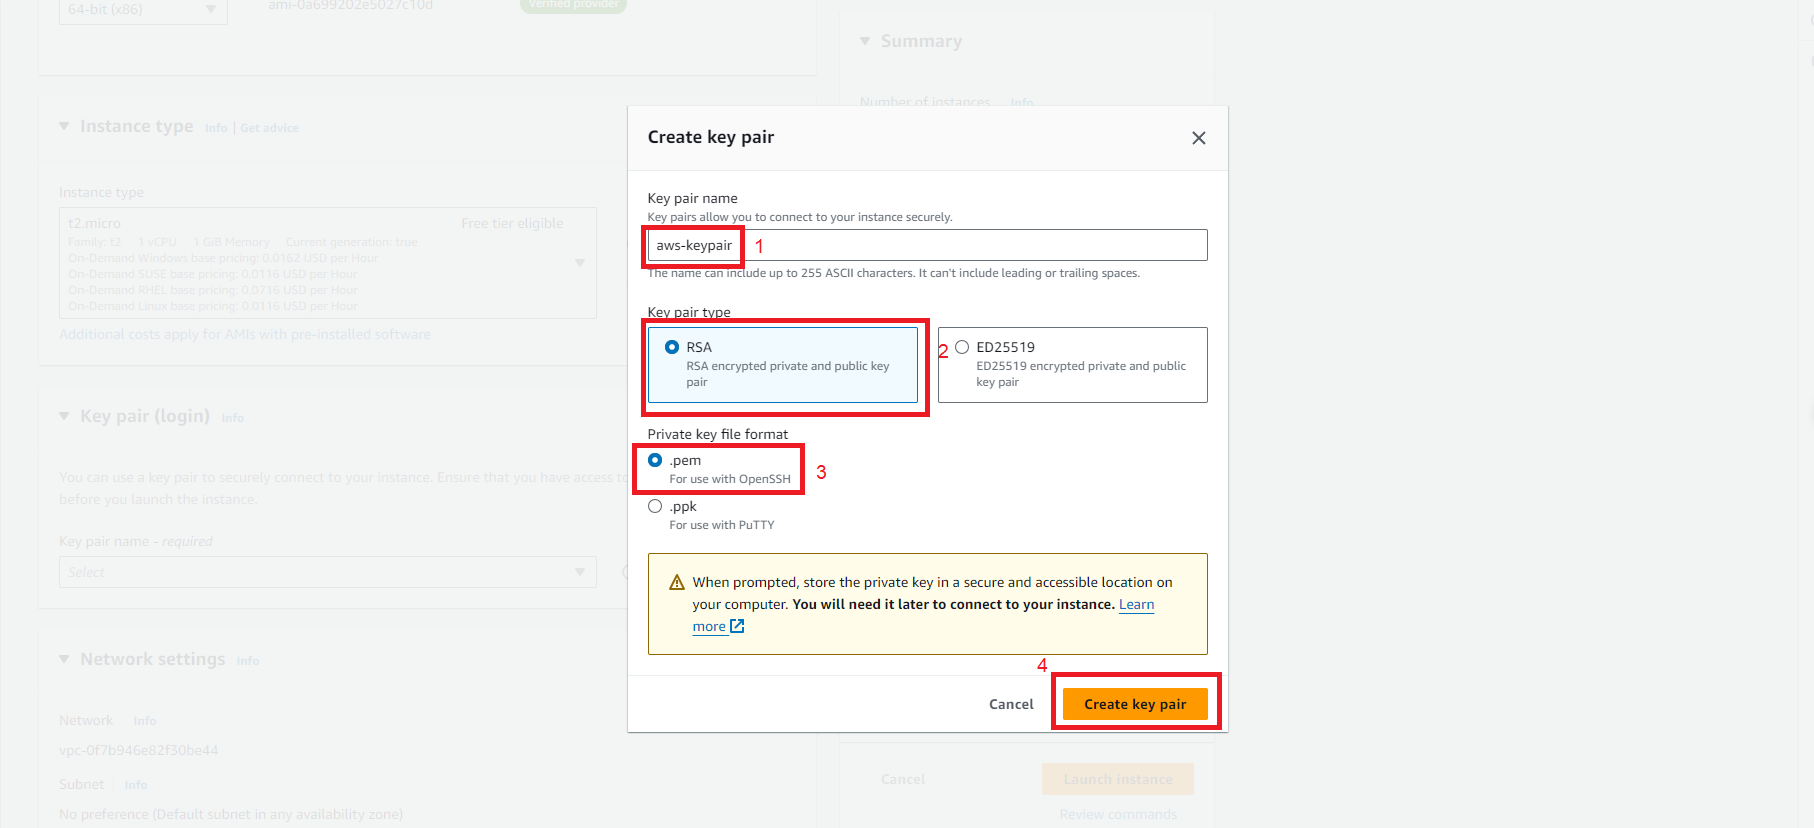 64-bit (x86)
ami-0a699202e5027c10d
Verified provider
Summary
Number of instances Info
Instance type Info | Get advice
Instance type
t2.micro Free tier eligible
Family: t2 1 vCPU 1 GiB Memory Current generation: true
On-Demand Windows base pricing: 0.0162 USD per Hour
On-Demand SUSE base pricing: 0.0116 USD per Hour
On-Demand RHEL base pricing: 0.0716 USD per Hour
On-Demand Linux base pricing: 0.0116 USD per Hour
Additional costs apply for AMIs with pre-installed software
Key pair (login) Info
You can use a key pair to securely connect to your instance. Ensure that you have access to
before you launch the instance.
Key pair name - required
Select
Network settings Info
Network Info
vpc-0f7b946e82f30be44
Subnet Info
No preference (Default subnet in any availability zone)
Create key pair
Key pair name
Key pairs allow you to connect to your instance securely.
aws-keypair 1
The name can include up to 255 ASCII characters. It can't include leading or trailing spaces.
Key pair type
RSA
RSA encrypted private and public key
pair
2
ED25519
ED25519 encrypted private and public
key pair
Private key file format
.pem
For use with OpenSSH
3
.ppk
For use with PuTTY
When prompted, store the private key in a secure and accessible location on
your computer. You will need it later to connect to your instance. Learn
more
4
Cancel Create key pair
Cancel Launch instance
Review commands